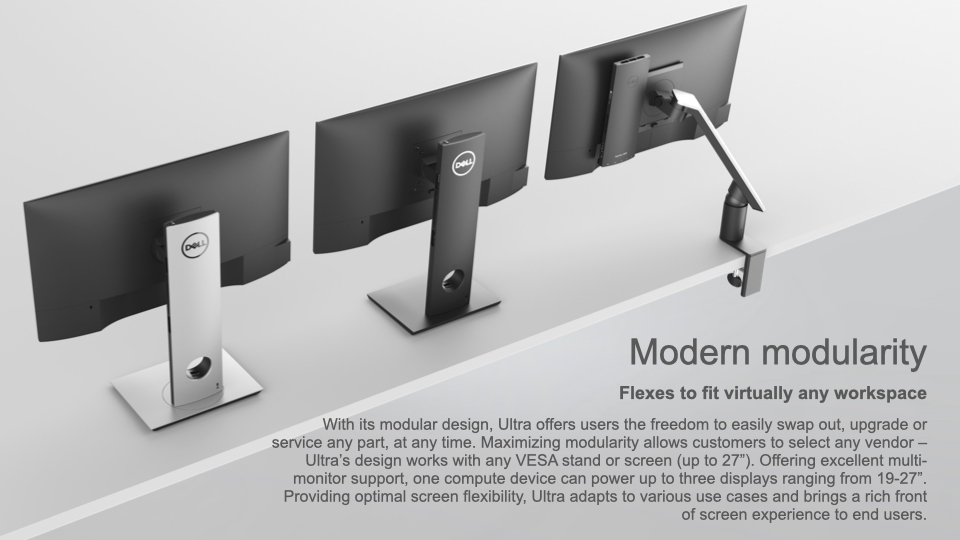 DELL
DELL
Modern modularity
Flexes to fit virtually any workspace
With its modular design, Ultra offers users the freedom to easily swap out, upgrade or
service any part, at any time. Maximizing modularity allows customers to select any vendor –
Ultra’s design works with any VESA stand or screen (up to 27”). Offering excellent multi-
monitor support, one compute device can power up to three displays ranging from 19-27”.
Providing optimal screen flexibility, Ultra adapts to various use cases and brings a rich front
of screen experience to end users.